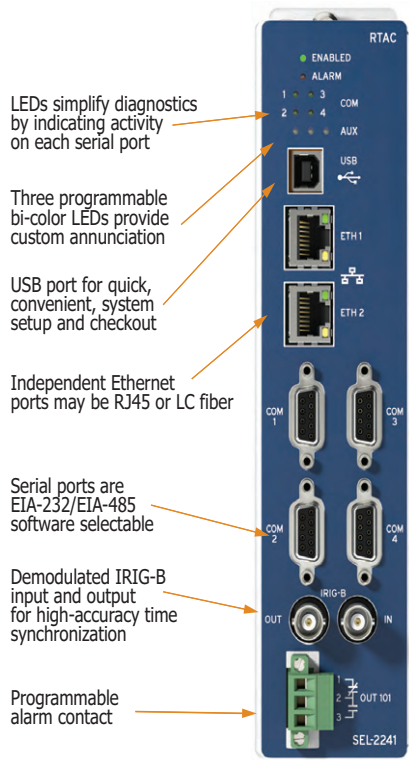 RTAC
ENABLED
ALARM
1 3
COM
2 4
AUX
USB
ETH 1
ETH 2
COM
1
COM
3
COM
2
COM
4
IRIG-B
OUT
IN
1
2
3
OUT 101
SEL-2241
LEDs simplify diagnostics
by indicating activity
on each serial port
Three programmable
bi-color LEDs provide
custom annunciation
USB port for quick,
convenient, system
setup and checkout
Independent Ethernet
ports may be RJ45 or LC fiber
Serial ports are
EIA-232/EIA-485
software selectable
Demodulated IRIG-B
input and output
for high-accuracy time
synchronization
Programmable
alarm contact